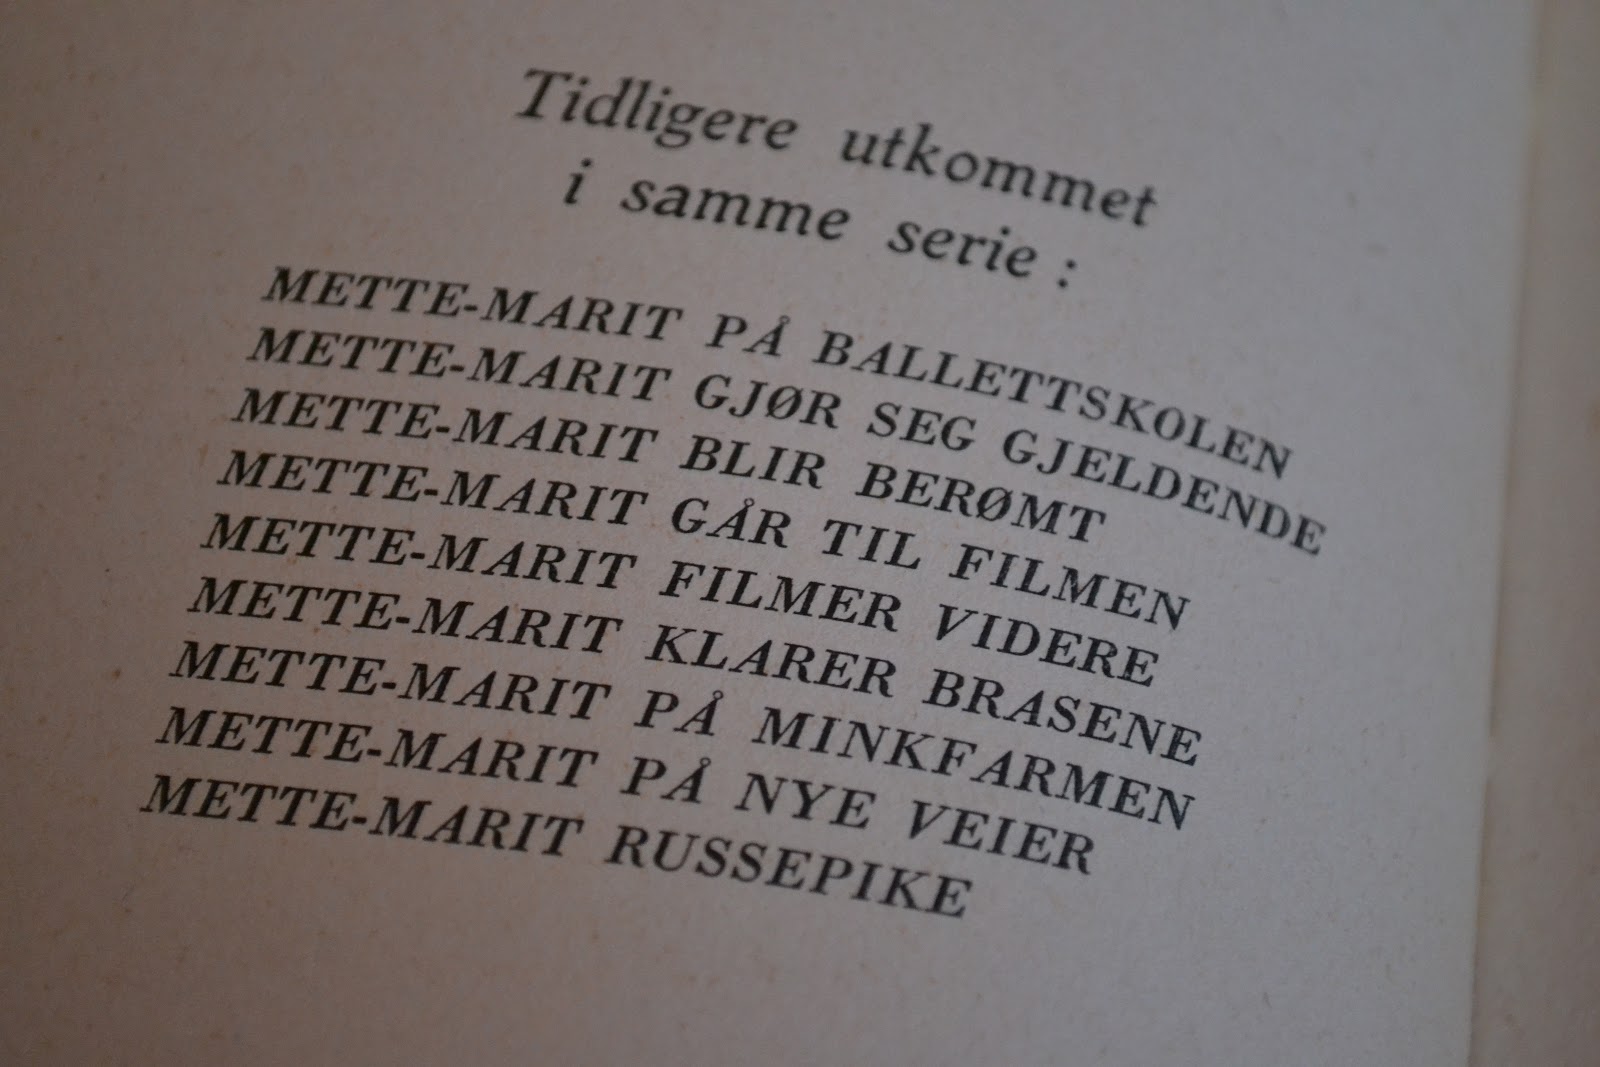 Tidligere utkommet
i samme serie :
METTE-MARIT PÅ BALLETTSKOLEN
METTE-MARIT GJØR SEG GJELDENDE
METTE-MARIT BLIR BERØMT
METTE-MARIT GÅR TIL FILMEN
METTE-MARIT FILMER VIDERE
METTE-MARIT KLARER BRASENE
METTE-MARIT PÅ MINKFARMEN
METTE-MARIT PÅ NYE VEIER
METTE-MARIT RUSSEPIKE